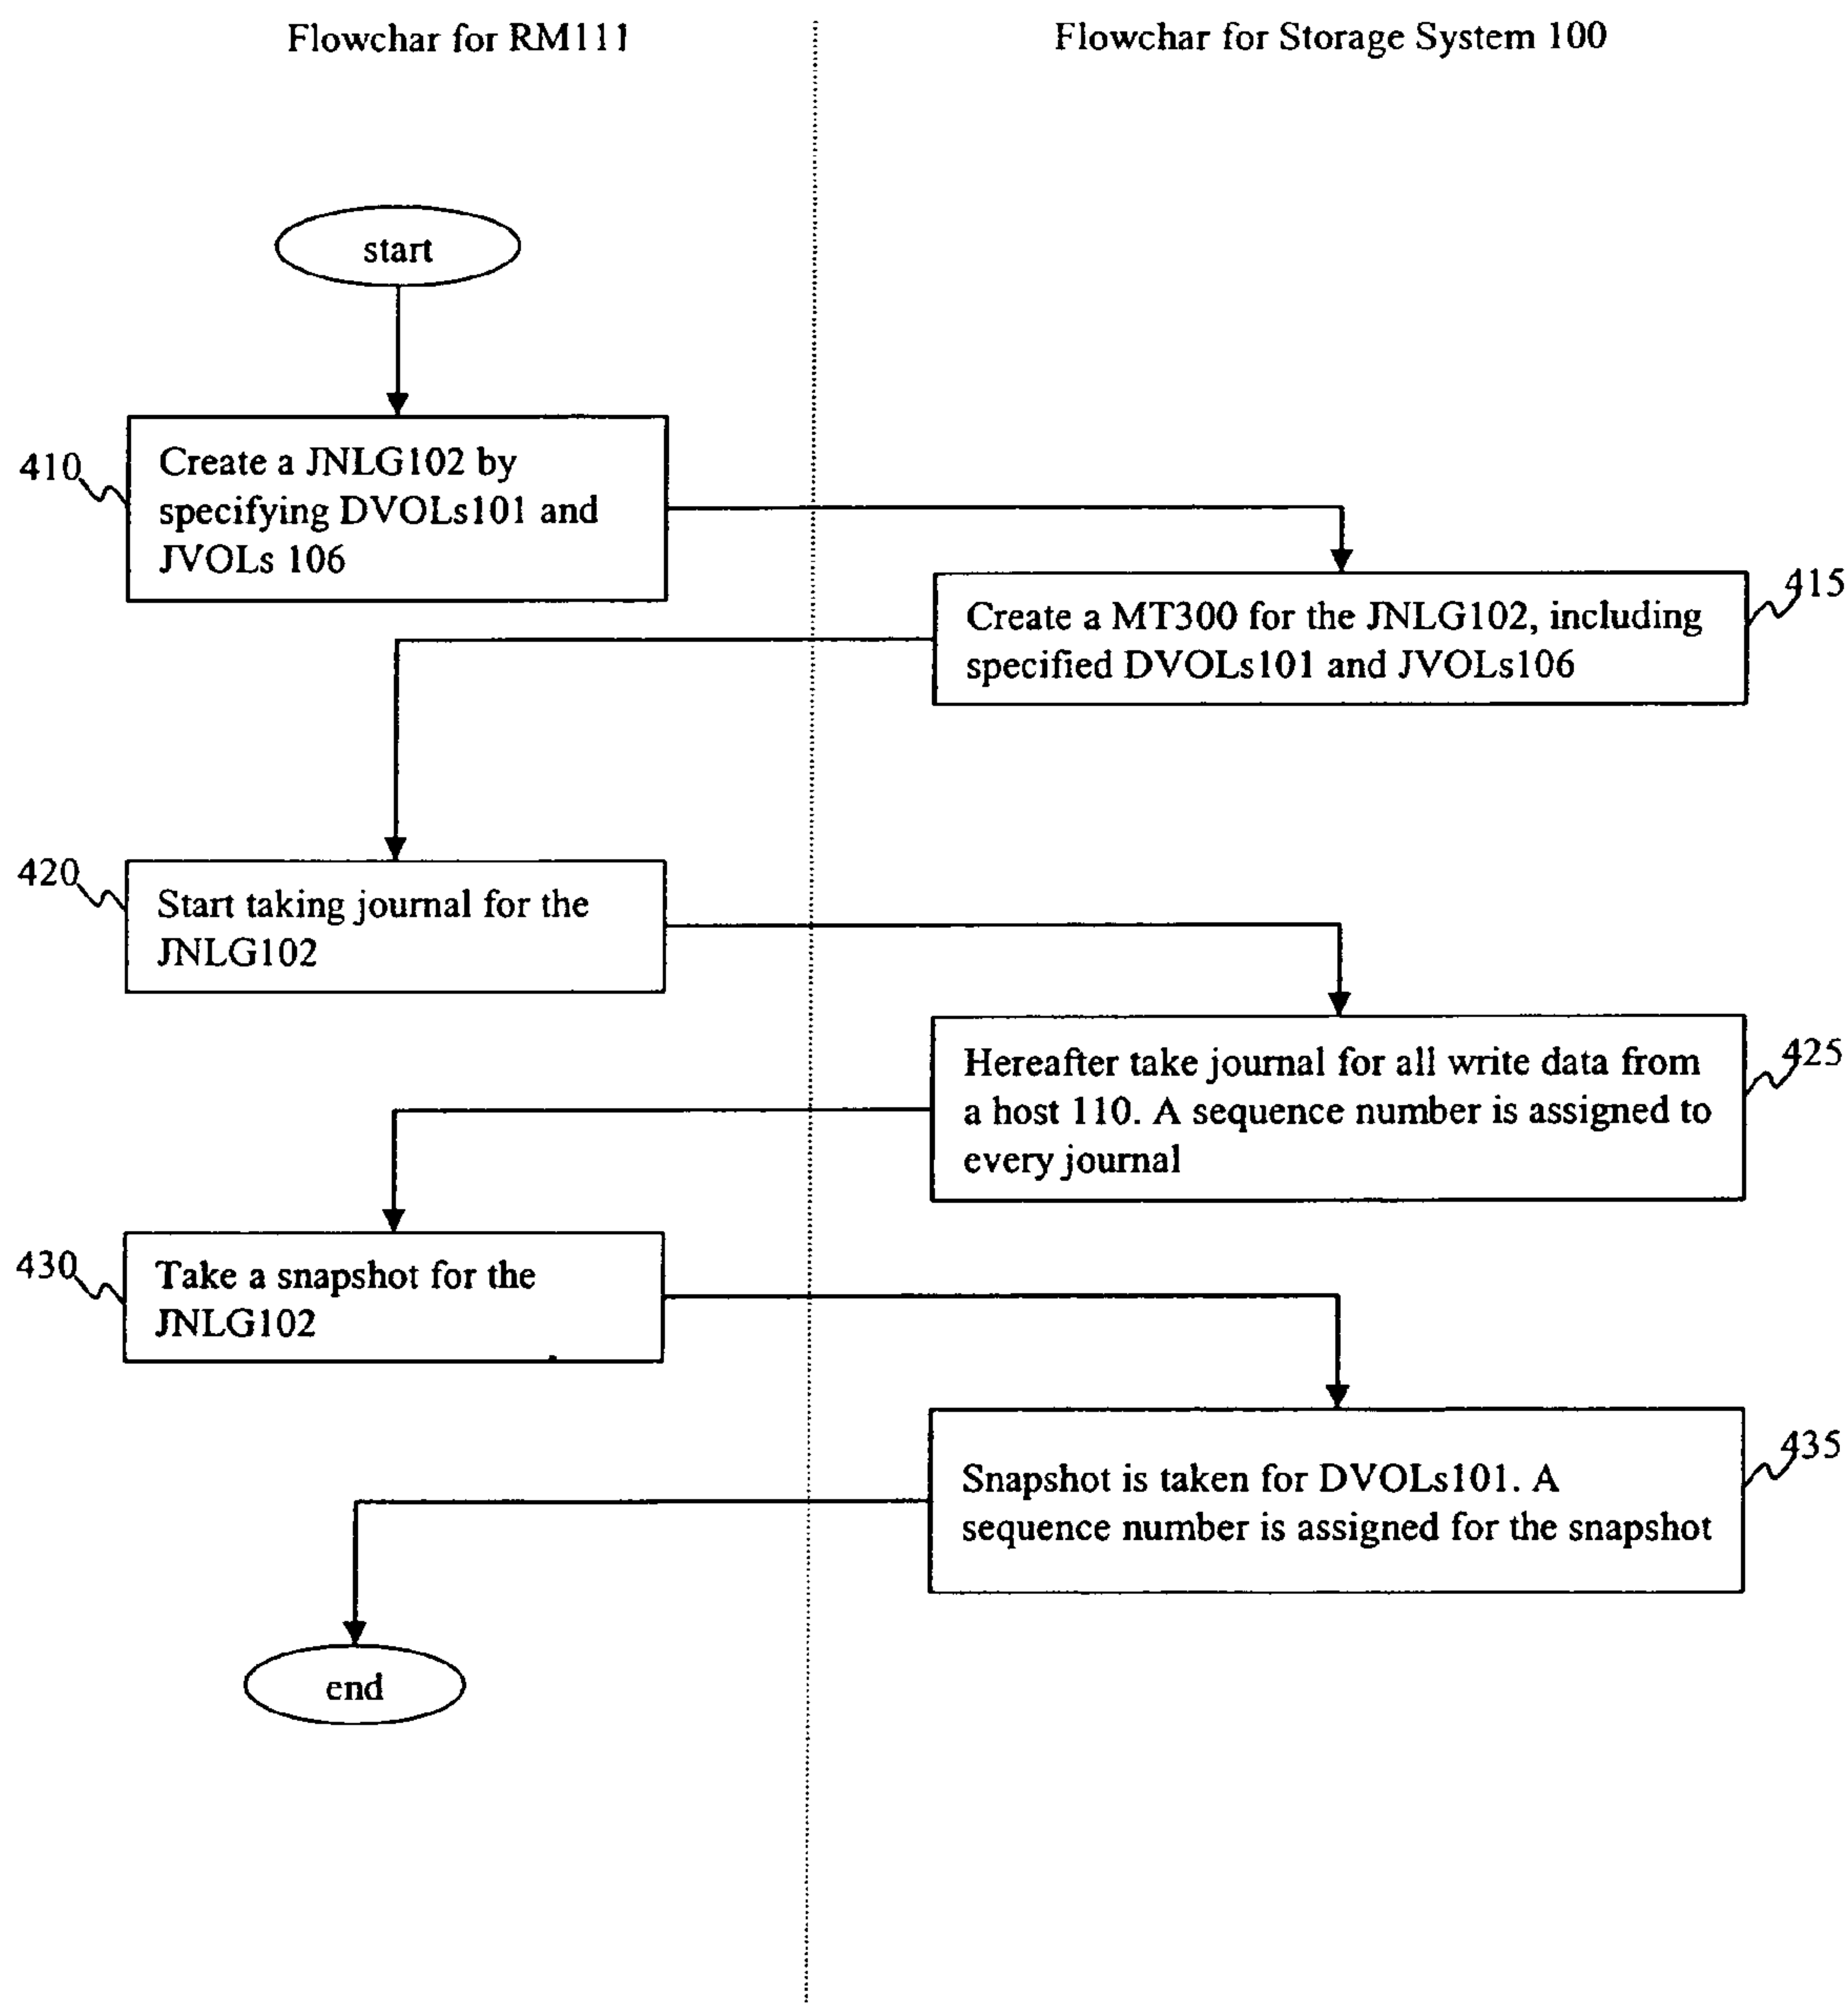 Flowchar for RM111
Flowchar for Storage System 100
start
410
Create a JNLG102 by
specifying DVOLs101 and
JVOLs 106
415
Create a MT300 for the JNLG102, including
specified DVOLs101 and JVOLs106
420
Start taking journal for the
JNLG102
425
Hereafter take journal for all write data from
a host 110. A sequence number is assigned to
every journal
430
Take a snapshot for the
JNLG102
435
Snapshot is taken for DVOLs101. A
sequence number is assigned for the snapshot
end